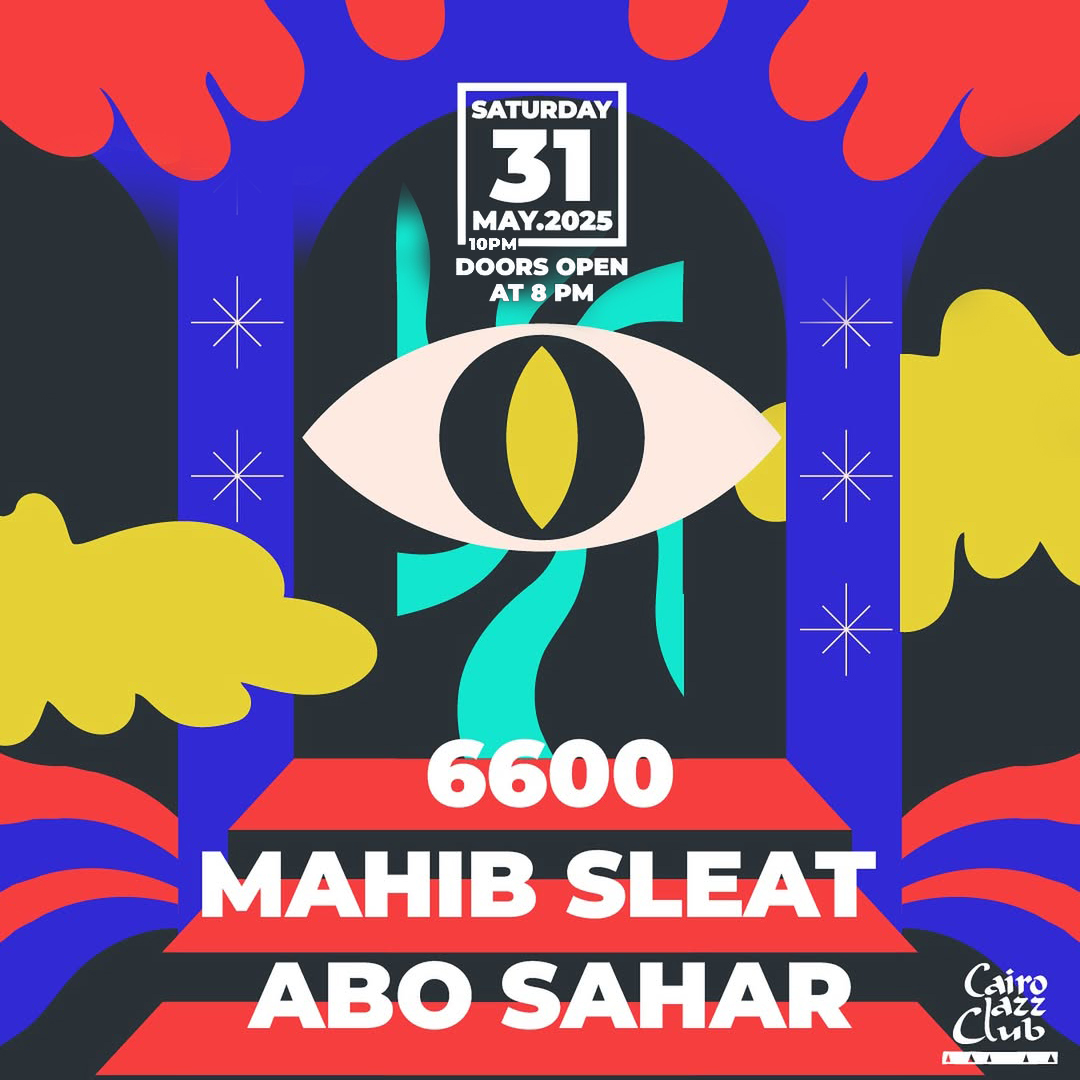 SATURDAY
31
MAY.2025
10PM
DOORS OPEN
AT 8 PM
6600
MAHIB SLEAT
ABO SAHAR
Cairo
Jazz
Club